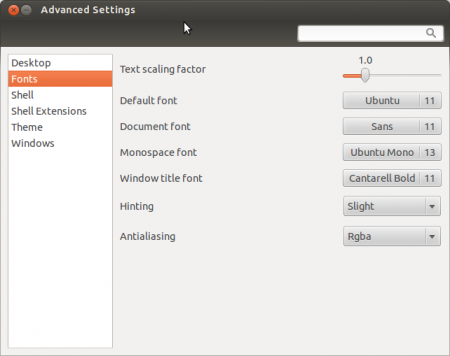 Advanced Settings
Desktop
Fonts
Shell
Shell Extensions
Theme
Windows
1.0
Text scaling factor
Default font Ubuntu 11
Document font Sans 11
Monospace font Ubuntu Mono 13
Window title font Cantarell Bold 11
Hinting Slight
Antialiasing Rgba